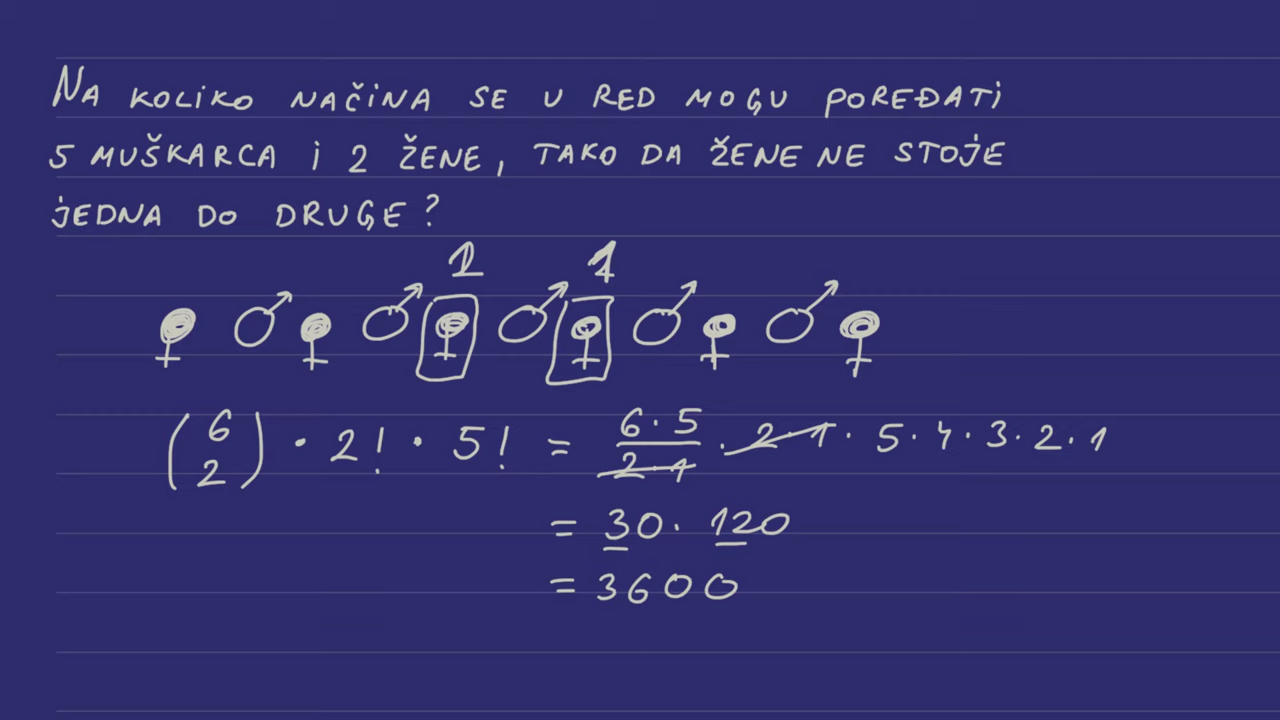 NA KOLIKO NAČINA SE U RED MOGU POREĐATI
5 MUŠKARCA I 2 ŽENE, TAKO DA ŽENE NE STOJE
JEDNA DO DRUGE?
2 1
(6 2) · 2! · 5! = 6·5 / 2·1 · 2·1 · 5·4·3·2·1
= 30 · 120
= 3600